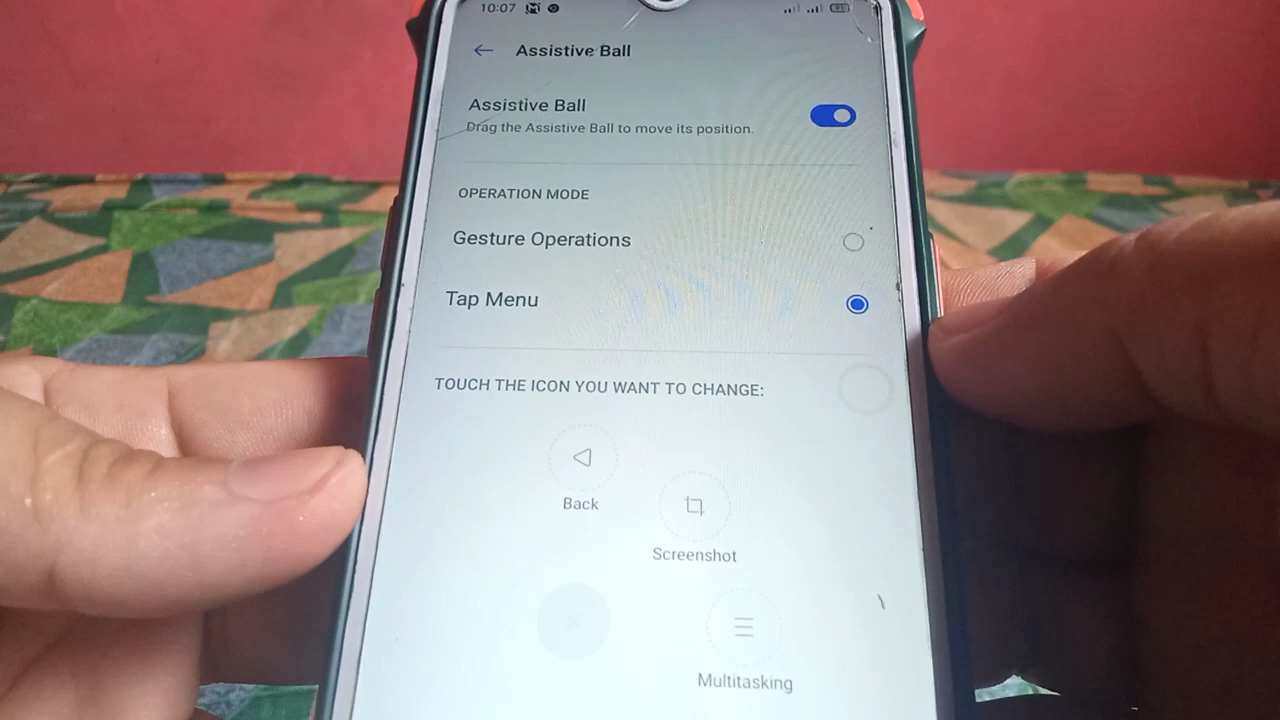 10:07
Assistive Ball
Assistive Ball
Drag the Assistive Ball to move its position.
OPERATION MODE
Gesture Operations
Tap Menu
TOUCH THE ICON YOU WANT TO CHANGE:
Back
Screenshot
Multitasking